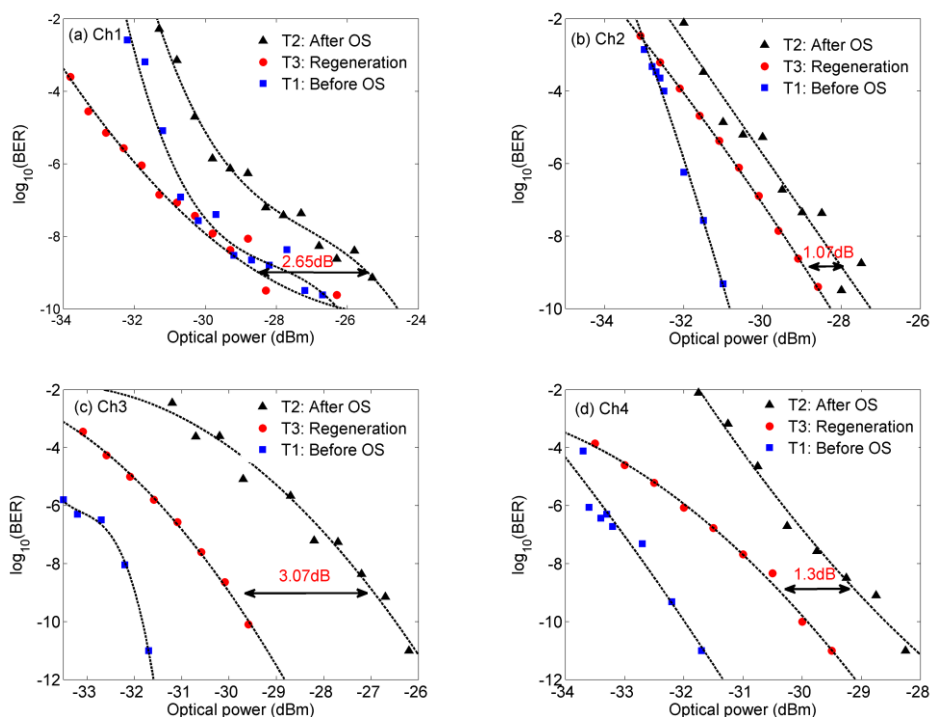 (a) Ch1
T2: After OS
T3: Regeneration
T1: Before OS
2.65dB
log10(BER)
-2
-4
-6
-8
-10
-34 -32 -30 -28 -26 -24
Optical power (dBm)
(b) Ch2
T2: After OS
T3: Regeneration
T1: Before OS
1.07dB
log10(BER)
-2
-4
-6
-8
-10
-34 -32 -30 -28 -26
Optical power (dBm)
(c) Ch3
T2: After OS
T3: Regeneration
T1: Before OS
3.07dB
log10(BER)
-2
-4
-6
-8
-10
-12
-33 -32 -31 -30 -29 -28 -27 -26
Optical power (dBm)
(d) Ch4
T2: After OS
T3: Regeneration
T1: Before OS
1.3dB
log10(BER)
-2
-4
-6
-8
-10
-12
-34 -33 -32 -31 -30 -29 -28
Optical power (dBm)